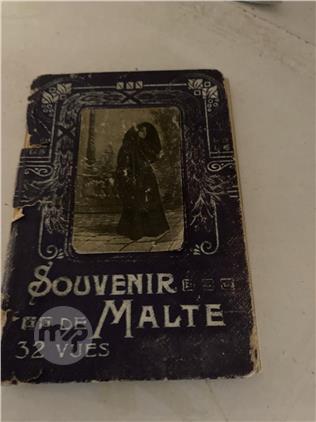 SOUVENIR
DE MALTE
32 VUES